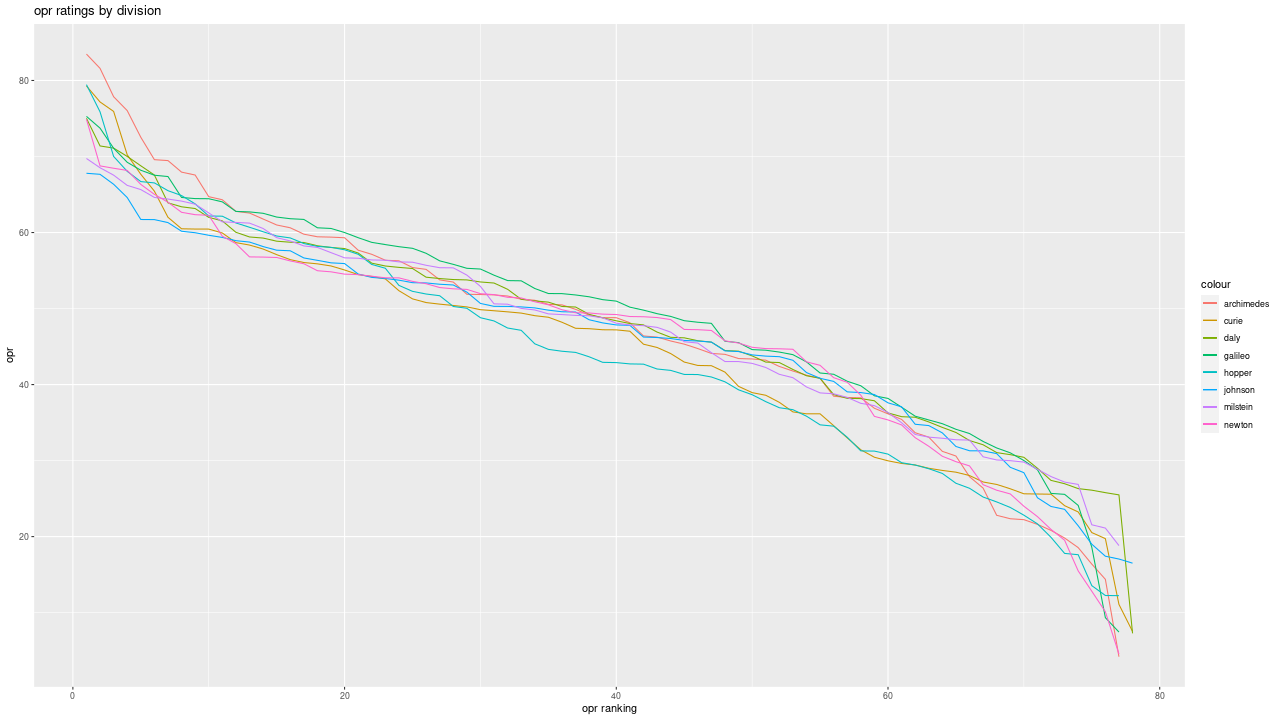 opr ratings by division
opr
80
60
40
20
0
20
40
60
80
opr ranking
colour
archimedes
curie
daly
galileo
hopper
johnson
milstein
newton